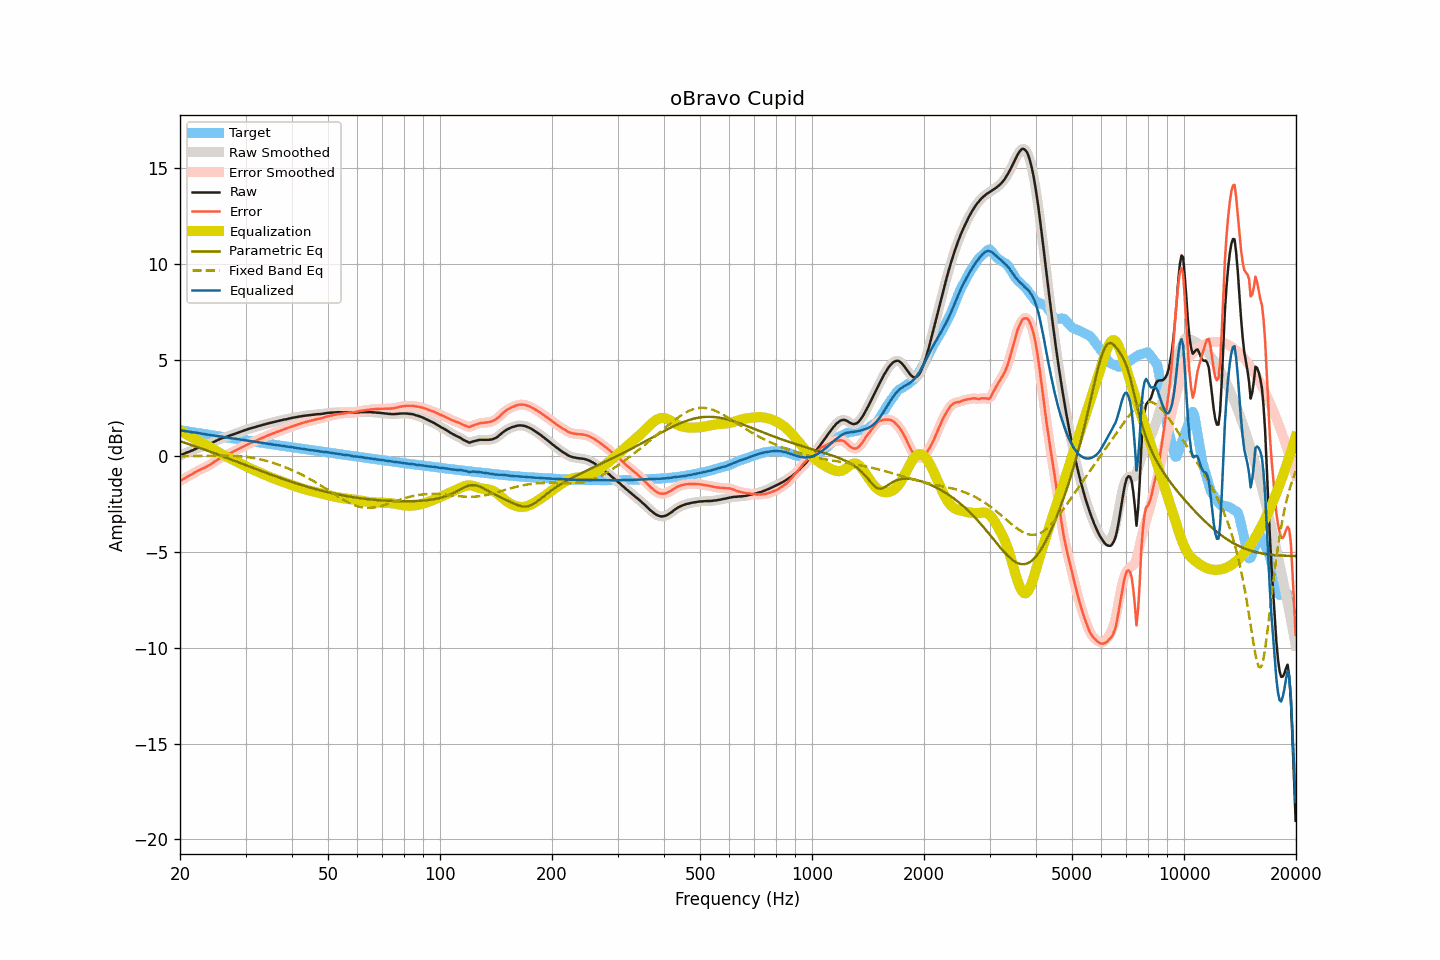 oBravo Cupid
Target
Raw Smoothed
Error Smoothed
Raw
Error
Equalization
Parametric Eq
Fixed Band Eq
Equalized
15
10
5
0
−5
−10
−15
−20
Amplitude (dBr)
20 50 100 200 500 1000 2000 5000 10000 20000
Frequency (Hz)